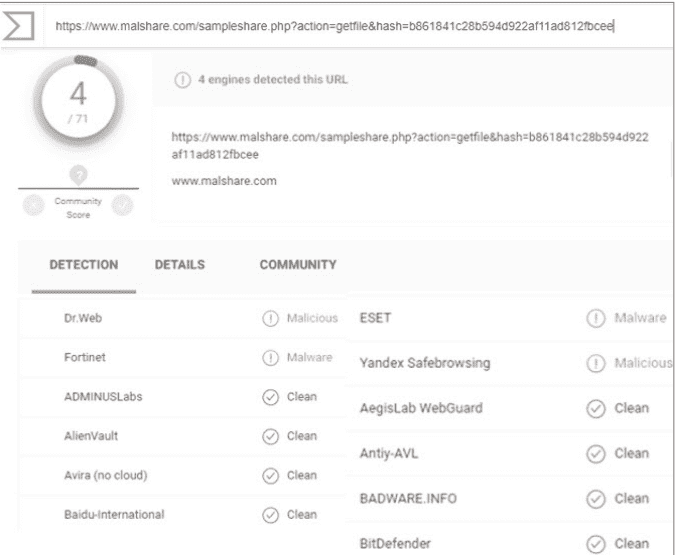 https://www.malshare.com/sampleshare.php?action=getfile&hash=b861841c28b594d922af11ad812fbcee
4
/ 71
4 engines detected this URL
https://www.malshare.com/sampleshare.php?action=getfile&hash=b861841c28b594d922
af11ad812fbcee
www.malshare.com
?
Community
Score
DETECTION DETAILS COMMUNITY
Dr.Web Malicious
Fortinet Malware
ADMINUSLabs Clean
AlienVault Clean
Avira (no cloud) Clean
Baidu-International Clean
ESET Malware
Yandex Safebrowsing Malicious
AegisLab WebGuard Clean
Antiy-AVL Clean
BADWARE.INFO Clean
BitDefender Clean